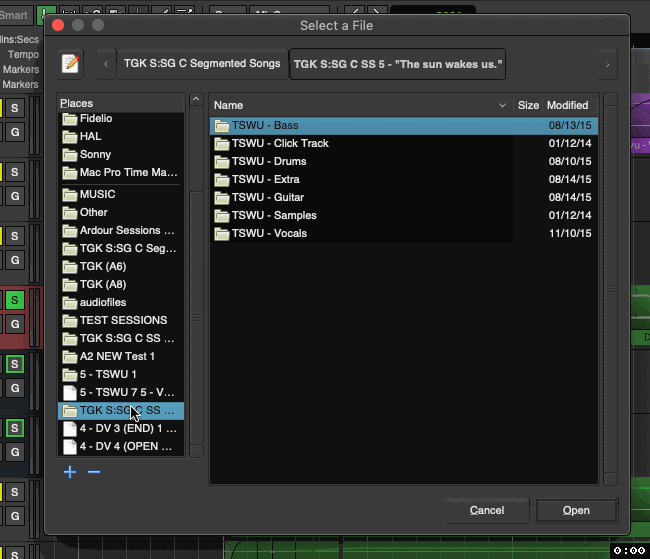 Smart
ins:Secs
Tempo
Markers
Markers
Select a File
TGK S:SG C Segmented Songs
TGK S:SG C SS 5 - "The sun wakes us."
Places
Name
Size
Modified
Fidelio
HAL
Sonny
Mac Pro Time Ma...
MUSIC
Other
Ardour Sessions ...
TGK S:SG C Seg...
TGK (A6)
TGK (A8)
audiofiles
TEST SESSIONS
TGK S:SG C SS ...
A2 NEW Test 1
5 - TSWU 1
5 - TSWU 7 5 - V...
TGK S:SG C SS ...
4 - DV 3 (END) 1 ...
4 - DV 4 (OPEN ...
TSWU - Bass 08/13/15
TSWU - Click Track 01/12/14
TSWU - Drums 08/10/15
TSWU - Extra 08/14/15
TSWU - Guitar 08/14/15
TSWU - Samples 01/12/14
TSWU - Vocals 11/10/15
Cancel
Open
S
G
S
G
S
G
S
G
S
G
S
G
S
G
S
0:00